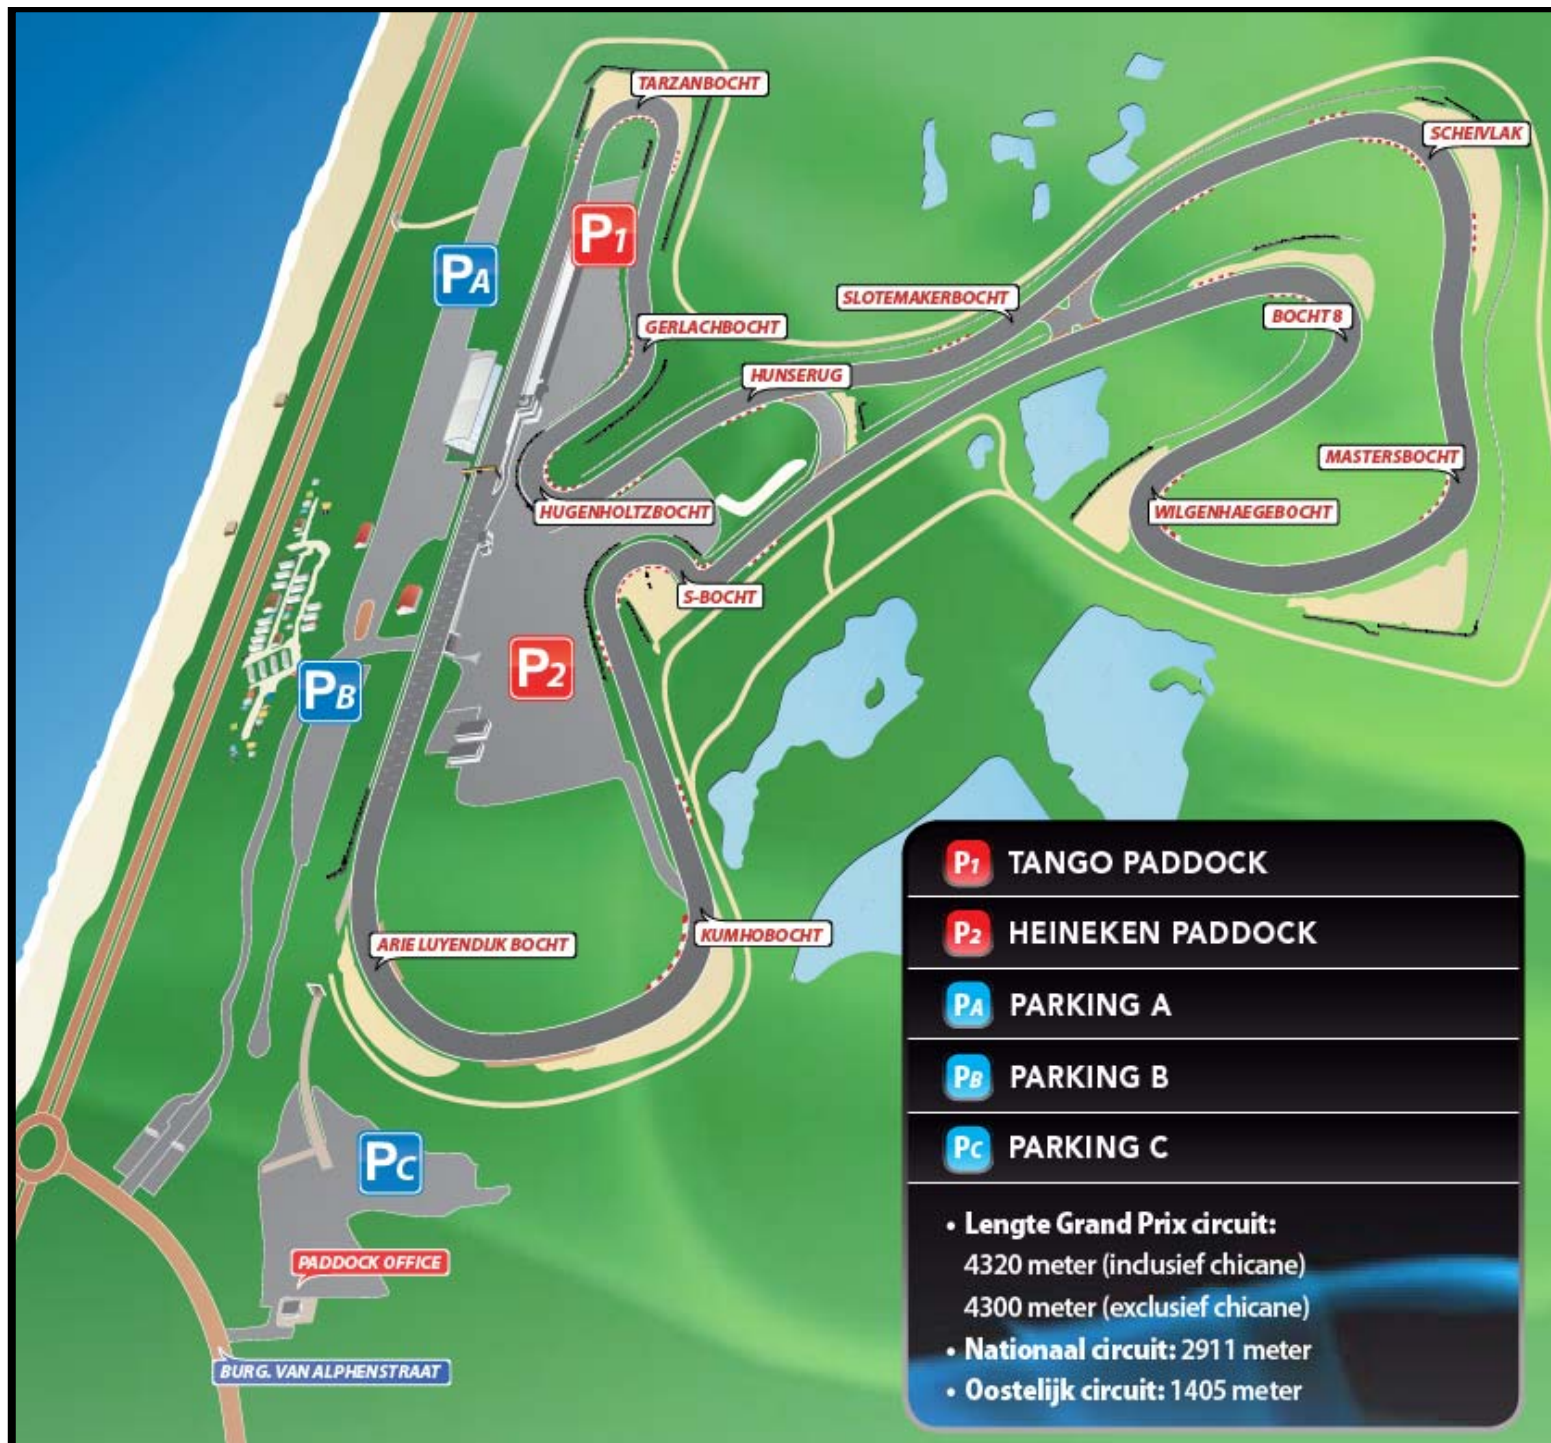 TARZANBOCHT
SCHEIVLAK
P1
PA
SLOTEMAKERBOCHT
GERLACHBOCHT
BOCHT 8
HUNSERUG
MASTERSBOCHT
HUGENHOLTZBOCHT
WILGENHAEGEBOCHT
S-BOCHT
P2
PB
KUMHOBOCHT
ARIE LUYENDIJK BOCHT
PC
PADDOCK OFFICE
BURG. VAN ALPHENSTRAAT
P1 TANGO PADDOCK
P2 HEINEKEN PADDOCK
PA PARKING A
PB PARKING B
PC PARKING C
• Lengte Grand Prix circuit:
4320 meter (inclusief chicane)
4300 meter (exclusief chicane)
• Nationaal circuit: 2911 meter
• Oostelijk circuit: 1405 meter